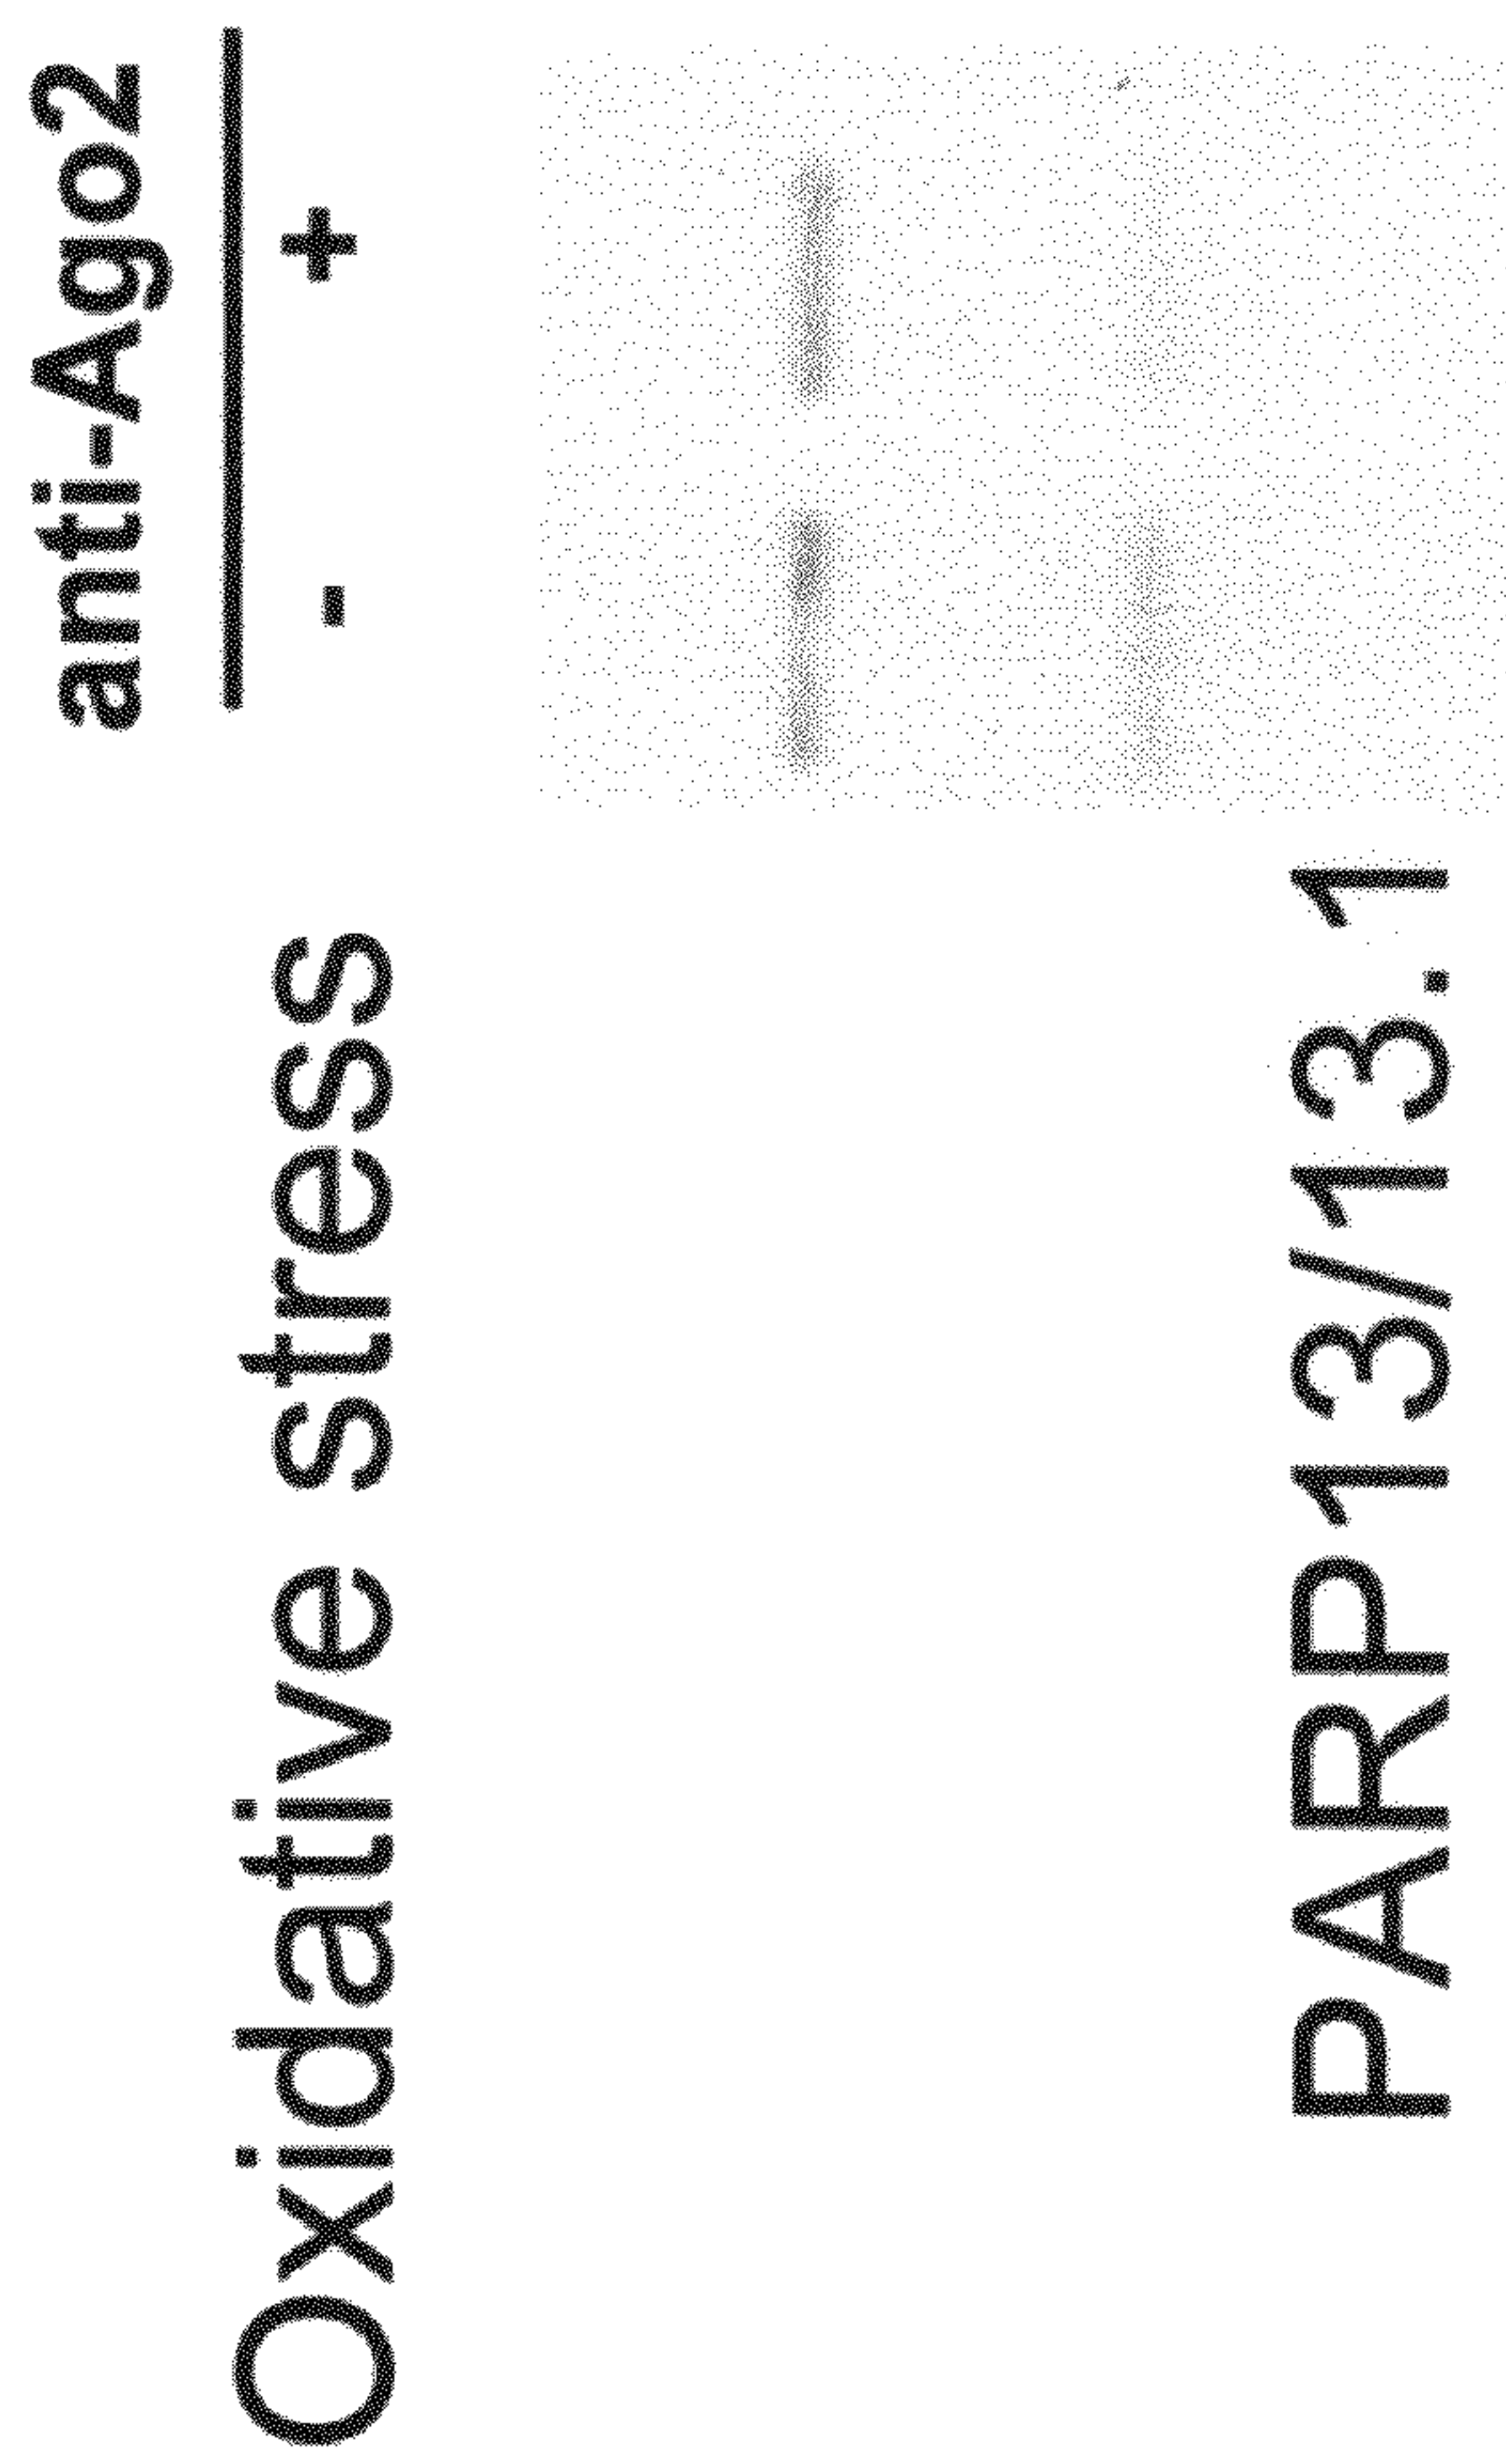 anti-Ago2
Oxidative stress - +
PARP13/13.1